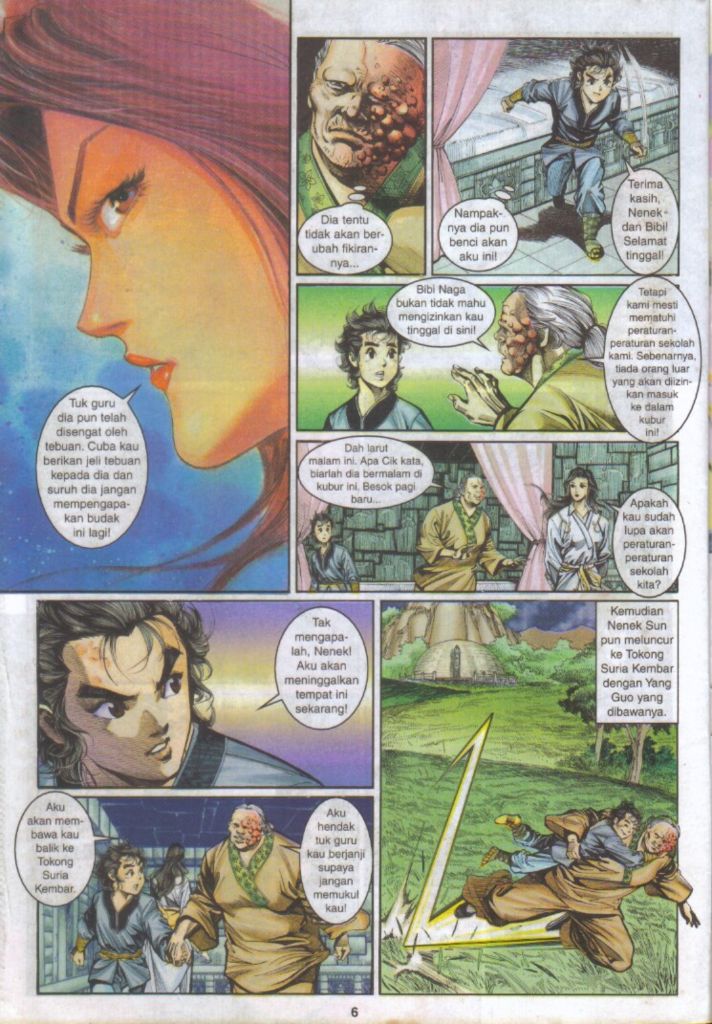 Tuk guru
dia pun telah
disengat oleh
tebuan. Cuba kau
berikan jeli tebuan
kepada dia dan
suruh dia jangan
mempengapa-
kan budak
ini lagi!
Dia tentu
tidak akan ber-
ubah fikiran-
nya...
Nampak-
nya dia pun
benci akan
aku ini!
Terima
kasih,
Nenek
dan Bibi!
Selamat
tinggal!
Bibi Naga
bukan tidak mahu
mengizinkan kau
tinggal di sini!
Tetapi
kami mesti
mematuhi
peraturan-
peraturan sekolah
kami. Sebenarnya,
tiada orang luar
yang akan diizin-
kan masuk
ke dalam
kubur
ini!
Dah larut
malam ini. Apa Cik kata,
biarlah dia bermalam di
kubur ini. Besok pagi
baru...
Apakah
kau sudah
lupa akan
peraturan-
peraturan
sekolah
kita?
Tak
mengapa-
lah, Nenek!
Aku akan
meninggalkan
tempat ini
sekarang!
Aku
akan mem-
bawa kau
balik ke
Tokong
Suria
Kembar.
Aku
hendak
tuk guru
kau berjanji
supaya
jangan
memukul
kau!
Kemudian
Nenek Sun
pun meluncur
ke Tokong
Suria Kembar
dengan Yang
Guo yang
dibawanya.
6